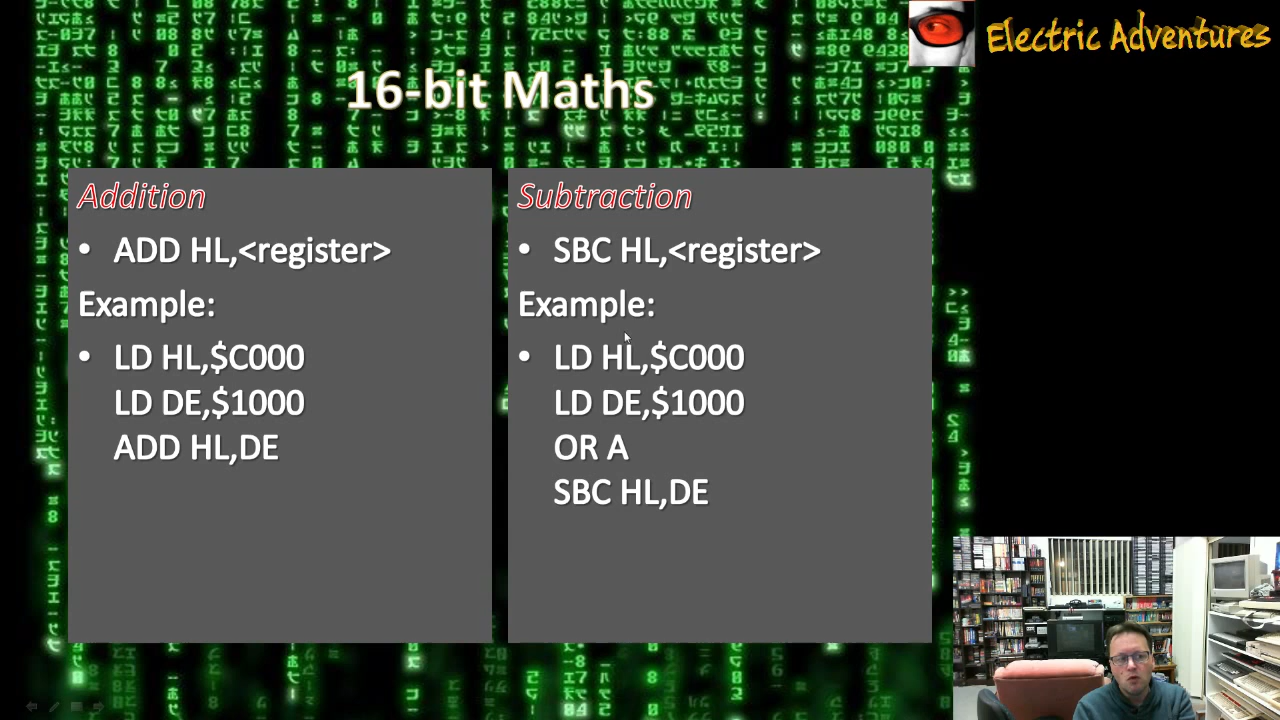 Electric Adventures
16-bit Maths
Addition
• ADD HL,<register>
Example:
• LD HL,$C000
LD DE,$1000
ADD HL,DE
Subtraction
• SBC HL,<register>
Example:
• LD HL,$C000
LD DE,$1000
OR A
SBC HL,DE